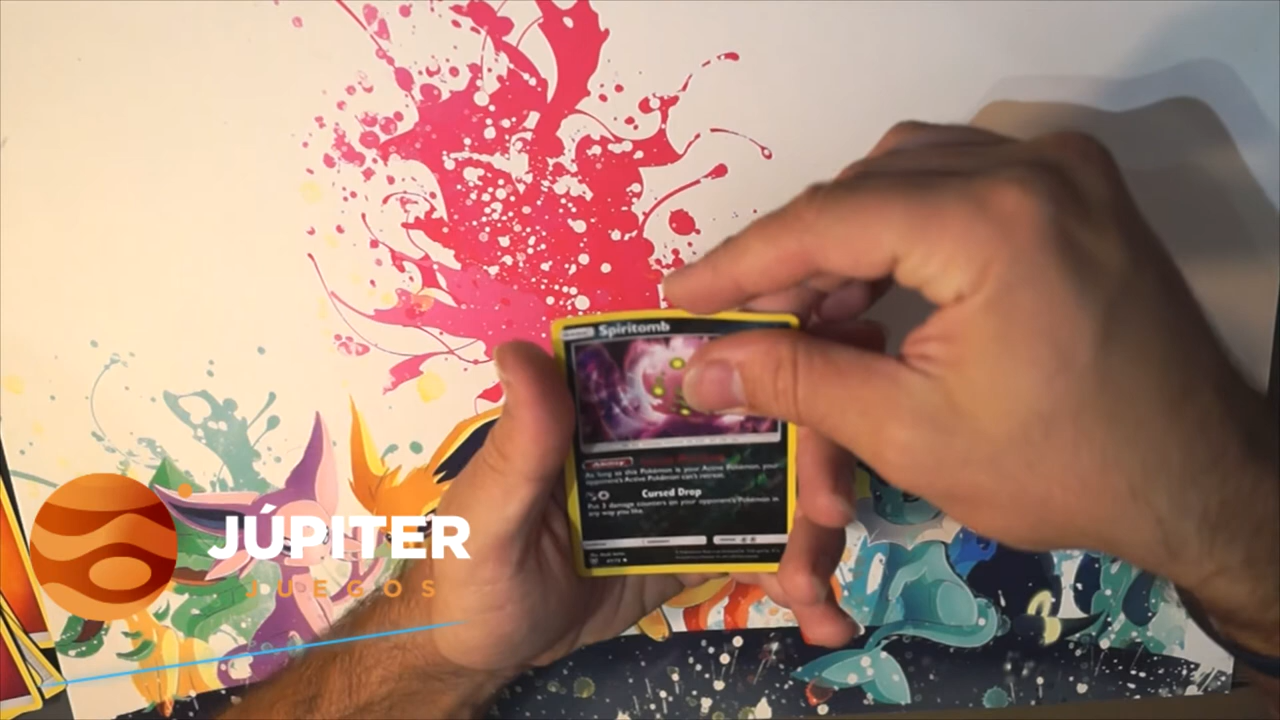 Spiritomb
Ability
As long as this Pokémon is your Active Pokémon, your
opponent's Active Pokémon can't retreat.
Cursed Drop
Put 3 damage counters on your opponent's Pokémon in
any way you like.
JÚPITER
JUEGOS